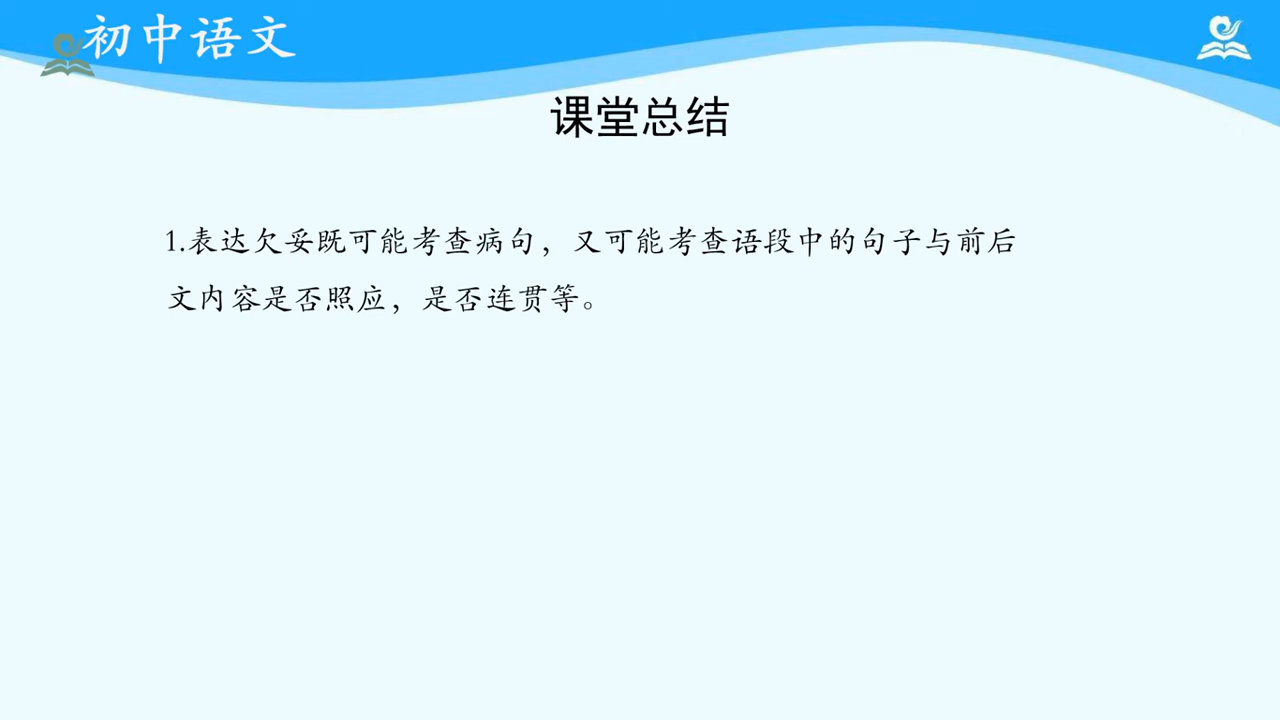 初中语文
课堂总结
1.表达欠妥既可能考查病句，又可能考查语段中的句子与前后
文内容是否照应，是否连贯等。